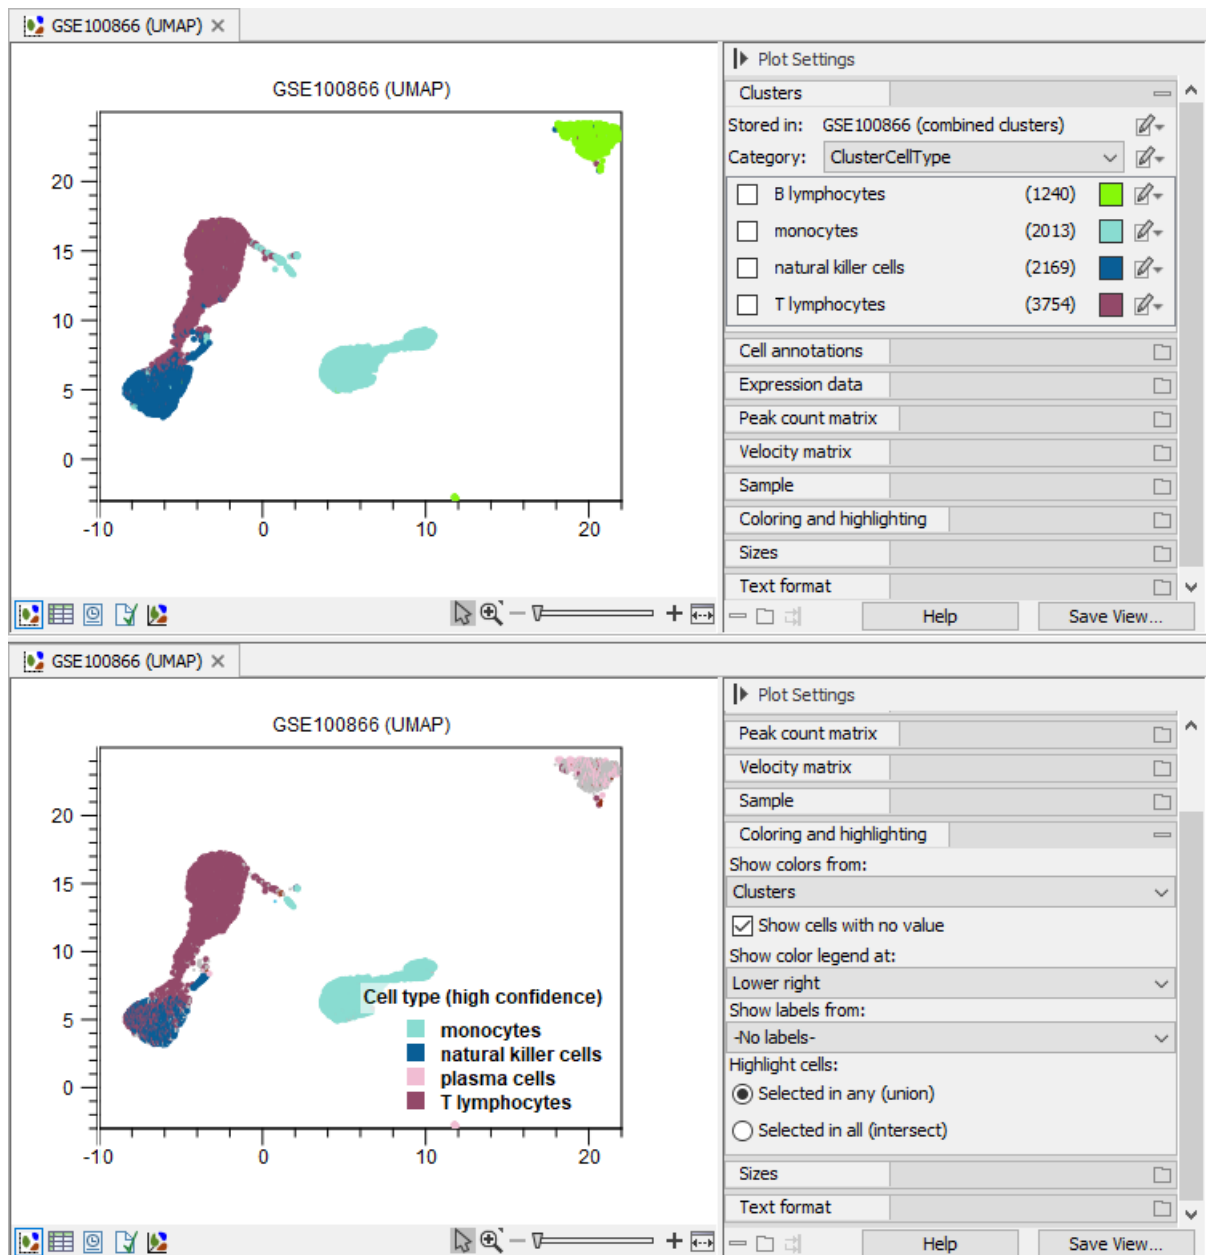 GSE100866 (UMAP)
Plot Settings
GSE100866 (UMAP)
Clusters
Stored in: GSE100866 (combined clusters)
Category: ClusterCellType
B lymphocytes (1240)
monocytes (2013)
natural killer cells (2169)
T lymphocytes (3754)
Cell annotations
Expression data
Peak count matrix
Velocity matrix
Sample
Coloring and highlighting
Sizes
Text format
20
15
10
5
0
-10 0 10 20
Help Save View...
GSE100866 (UMAP)
Plot Settings
GSE100866 (UMAP)
Peak count matrix
Velocity matrix
Sample
Coloring and highlighting
Show colors from:
Clusters
Show cells with no value
Show color legend at:
Lower right
Show labels from:
-No labels-
Highlight cells:
Selected in any (union)
Selected in all (intersect)
Sizes
Text format
20
15
10
5
0
Cell type (high confidence)
monocytes
natural killer cells
plasma cells
T lymphocytes
-10 0 10 20
Help Save View...